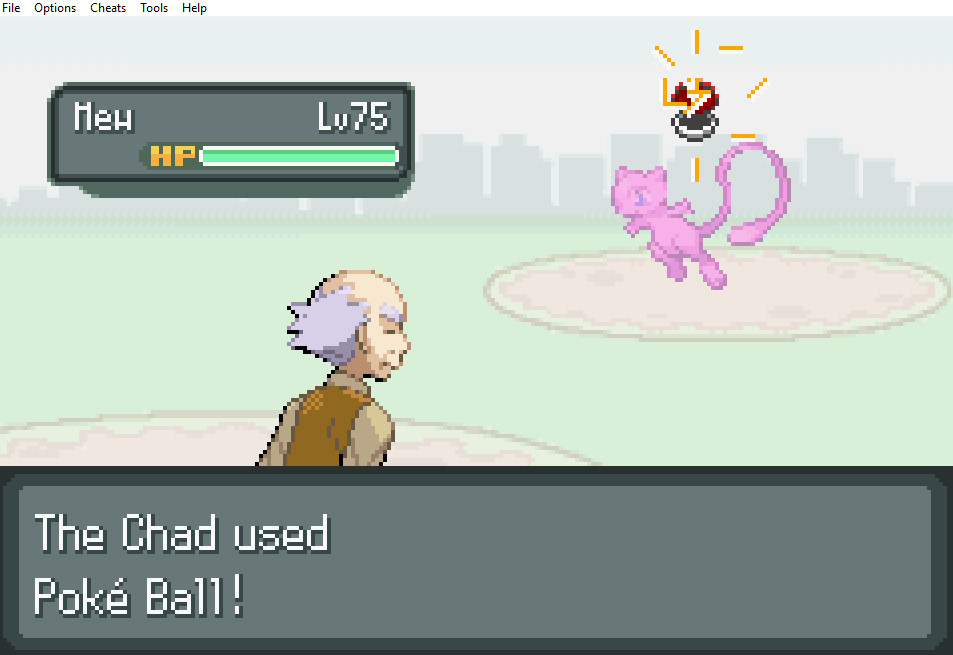 File Options Cheats Tools Help
Mew Lv75
HP
The Chad used
Poké Ball!